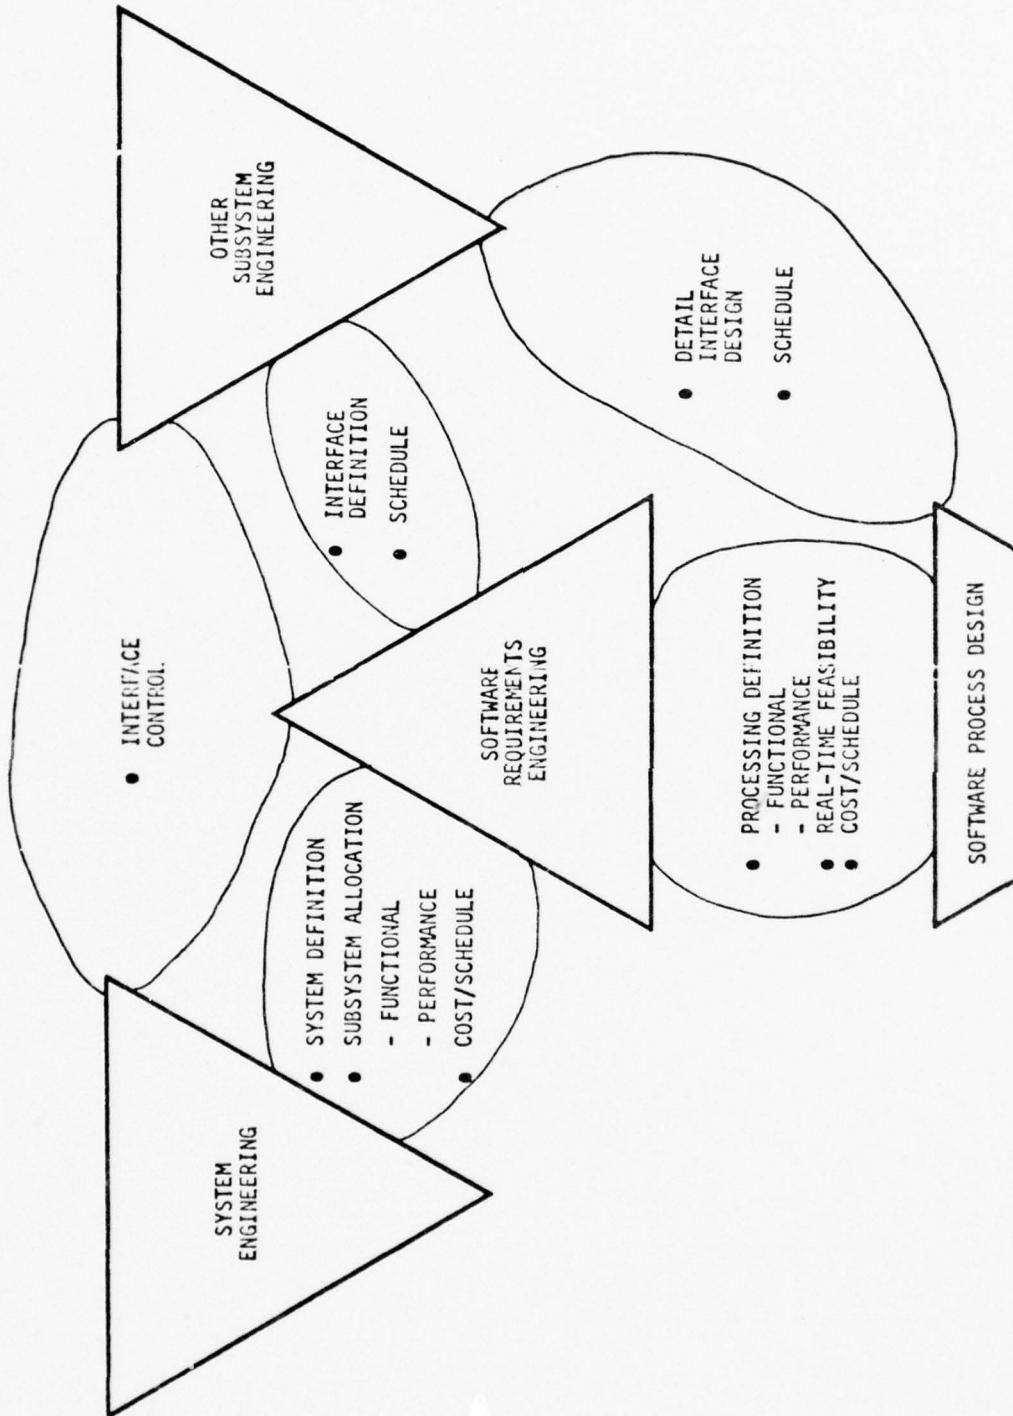 • INTERFACE
CONTROL
SYSTEM
ENGINEERING
OTHER
SUBSYSTEM
ENGINEERING
• SYSTEM DEFINITION
• SUBSYSTEM ALLOCATION
- FUNCTIONAL
- PERFORMANCE
• COST/SCHEDULE
• INTERFACE
DEFINITION
• SCHEDULE
SOFTWARE
REQUIREMENTS
ENGINEERING
• DETAIL
INTERFACE
DESIGN
• SCHEDULE
• PROCESSING DEFINITION
- FUNCTIONAL
- PERFORMANCE
• REAL-TIME FEASIBILITY
• COST/SCHEDULE
SOFTWARE PROCESS DESIGN